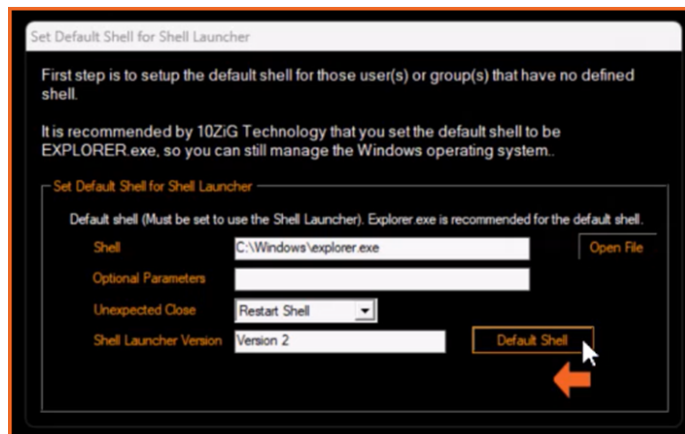 Set Default Shell for Shell Launcher
First step is to setup the default shell for those user(s) or group(s) that have no defined
shell.
It is recommended by 10ZiG Technology that you set the default shell to be
EXPLORER.exe, so you can still manage the Windows operating system..
Set Default Shell for Shell Launcher
Default shell (Must be set to use the Shell Launcher). Explorer.exe is recommended for the default shell.
Shell C:\Windows\explorer.exe Open File
Optional Parameters
Unexpected Close Restart Shell
Shell Launcher Version Version 2 Default Shell